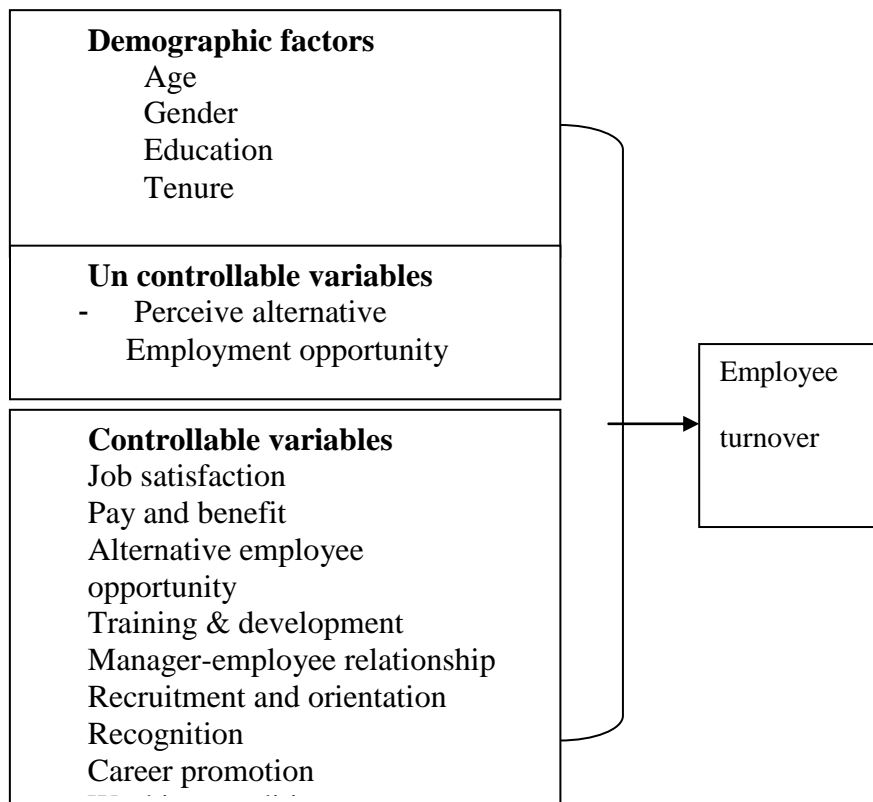 Demographic factors
Age
Gender
Education
Tenure
Un controllable variables
- Perceive alternative
Employment opportunity
Controllable variables
Job satisfaction
Pay and benefit
Alternative employee
opportunity
Training & development
Manager-employee relationship
Recruitment and orientation
Recognition
Career promotion
Employee
turnover